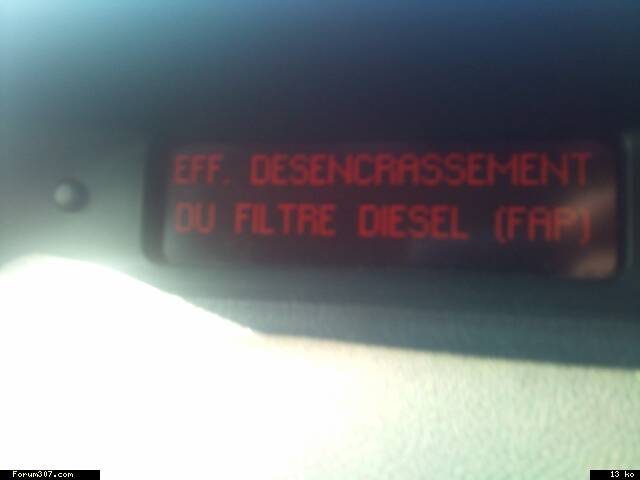 EFF. DESENCRASSEMENT
DU FILTRE DIESEL (FAP)
Forum307.com
13 ko